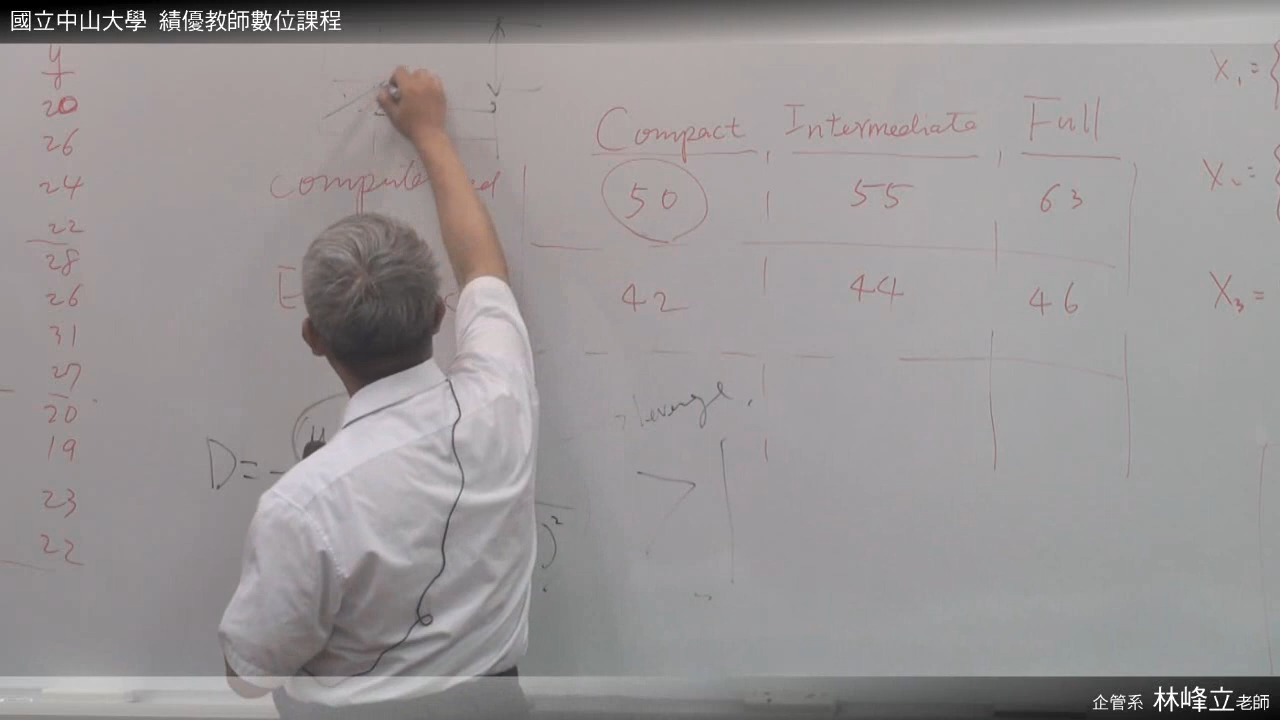 國立中山大學 績優教師數位課程
y
20
26
24
22
28
26
31
27
20
19
23
22
Compact Intermediate Full
50 55 63
42 44 46
D = -
X₁ = {
X₂ = {
X₃ =
企管系 林峰立老師